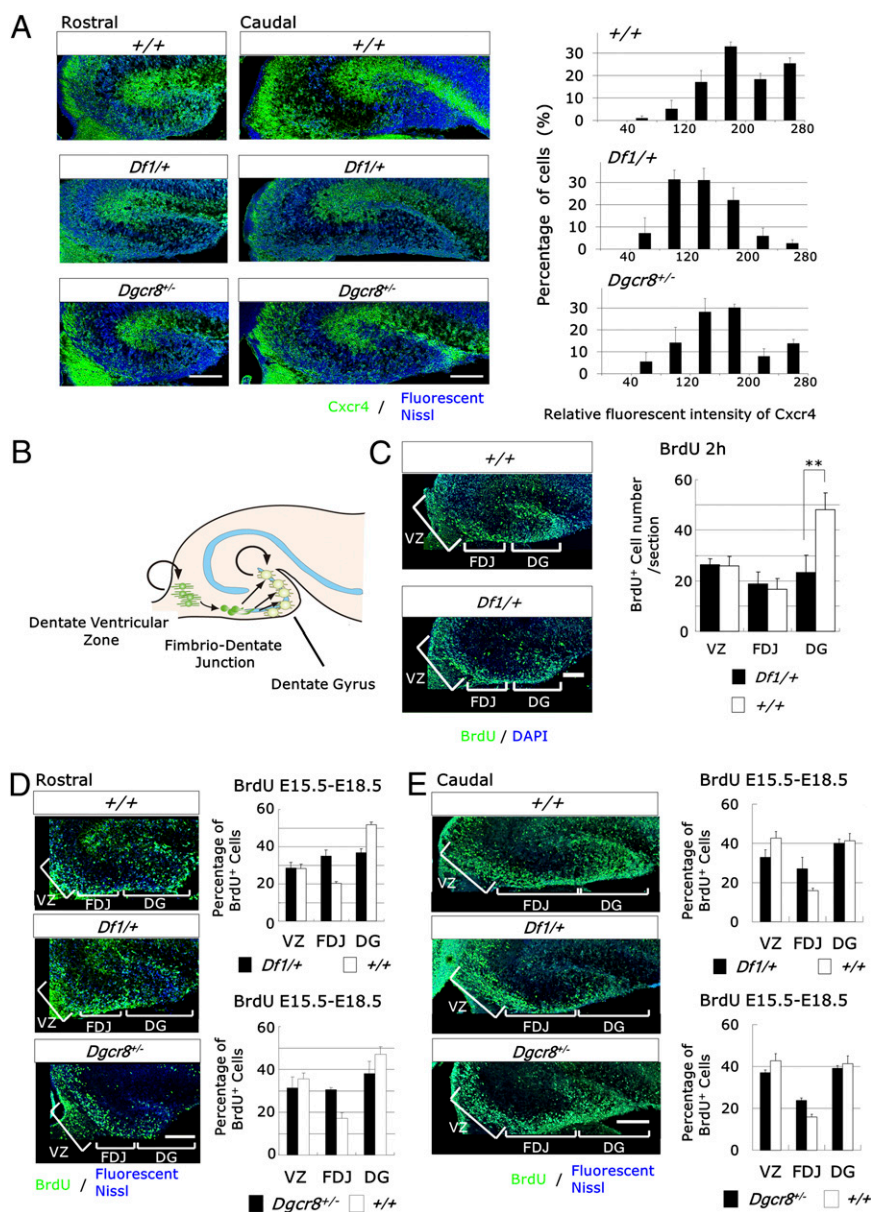 A
Rostral
Caudal
+/+
+/+
Df1/+
Df1/+
Dgcr8+/-
Dgcr8+/-
Cxcr4 / Fluorescent
Nissl
Percentage of cells (%)
+/+
30
20
10
0
40 120 200 280
Df1/+
30
20
10
0
40 120 200 280
Dgcr8+/-
30
20
10
0
40 120 200 280
Relative fluorescent intensity of Cxcr4
B
Dentate Ventricular
Zone
Fimbrio-Dentate
Junction
Dentate Gyrus
C
+/+
VZ
FDJ DG
Df1/+
VZ
FDJ DG
BrdU / DAPI
BrdU 2h
BrdU+ Cell number
/section
60
40
20
0
**
VZ FDJ DG
Df1/+
+/+
D
Rostral
+/+
VZ FDJ DG
Df1/+
VZ FDJ DG
Dgcr8+/-
VZ FDJ DG
BrdU / Fluorescent
Nissl
BrdU E15.5-E18.5
Percentage of
BrdU+ Cells
60
40
20
0
VZ FDJ DG
Df1/+ +/+
BrdU E15.5-E18.5
Percentage of
BrdU+ Cells
60
40
20
0
VZ FDJ DG
Dgcr8+/- +/+
E
Caudal
+/+
VZ
FDJ DG
Df1/+
VZ
FDJ DG
Dgcr8+/-
VZ
FDJ DG
BrdU / Fluorescent
Nissl
BrdU E15.5-E18.5
Percentage of
BrdU+ Cells
60
40
20
0
VZ FDJ DG
Df1/+ +/+
BrdU E15.5-E18.5
Percentage of
BrdU+ Cells
60
40
20
0
VZ FDJ DG
Dgcr8+/- +/+